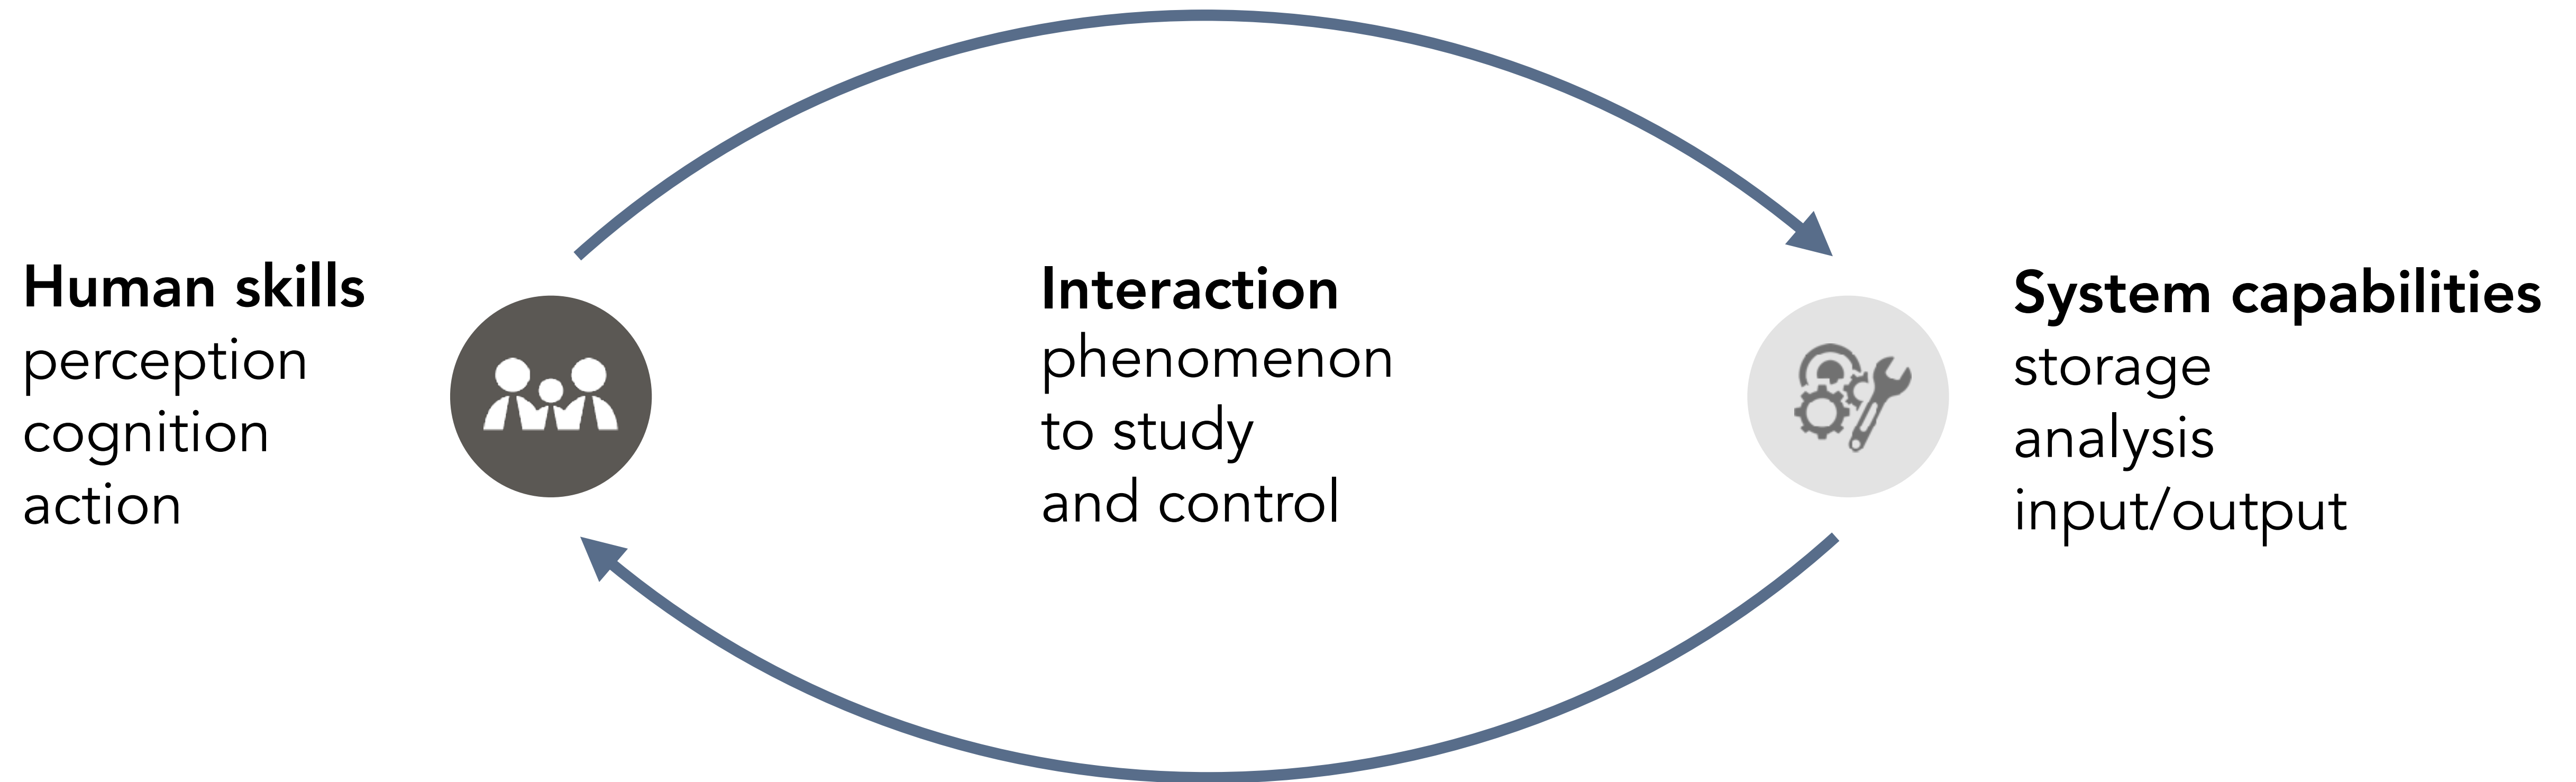 Human skills
perception
cognition
action
Interaction
phenomenon
to study
and control
System capabilities
storage
analysis
input/output